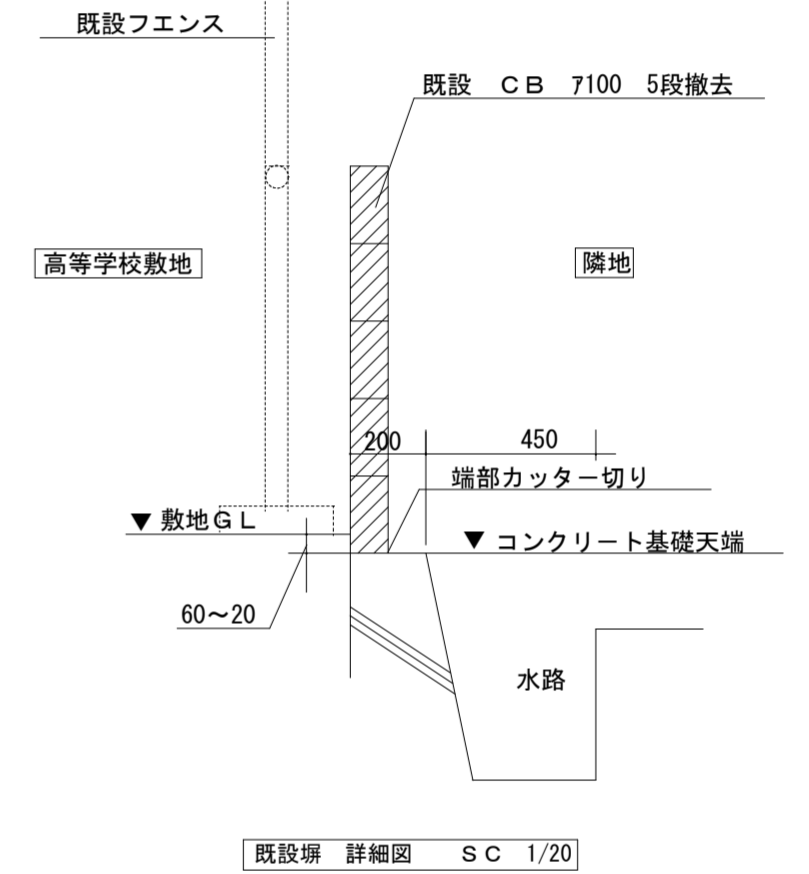 既設フエンス
既設　ＣＢ　ｱ100　5段撤去
高等学校敷地
隣地
200
450
端部カッター切り
▼ 敷地ＧＬ
▼ コンクリート基礎天端
60～20
水路
既設塀　詳細図　　ＳＣ　1/20